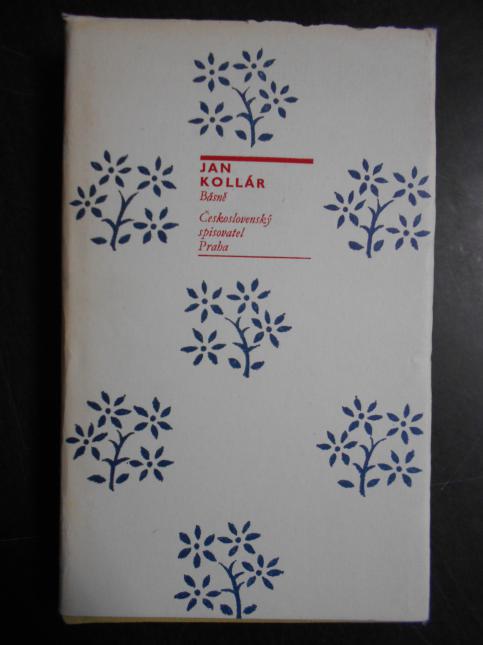 JAN
KOLLÁR
Básně
Československý
spisovatel
Praha